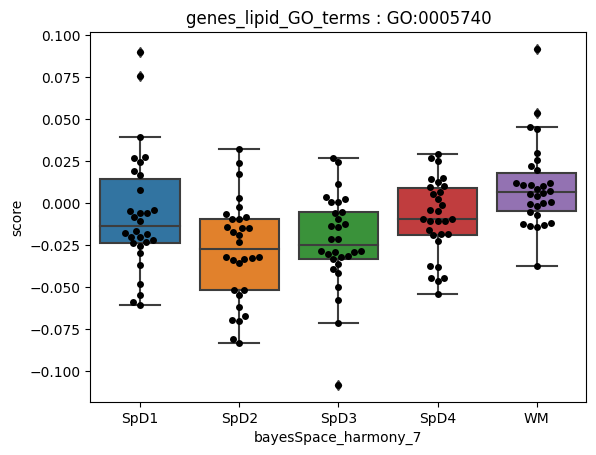 genes_lipid_GO_terms : GO:0005740
0.100
0.075
0.050
0.025
0.000
−0.025
−0.050
−0.075
−0.100
score
SpD1 SpD2 SpD3 SpD4 WM
bayesSpace_harmony_7